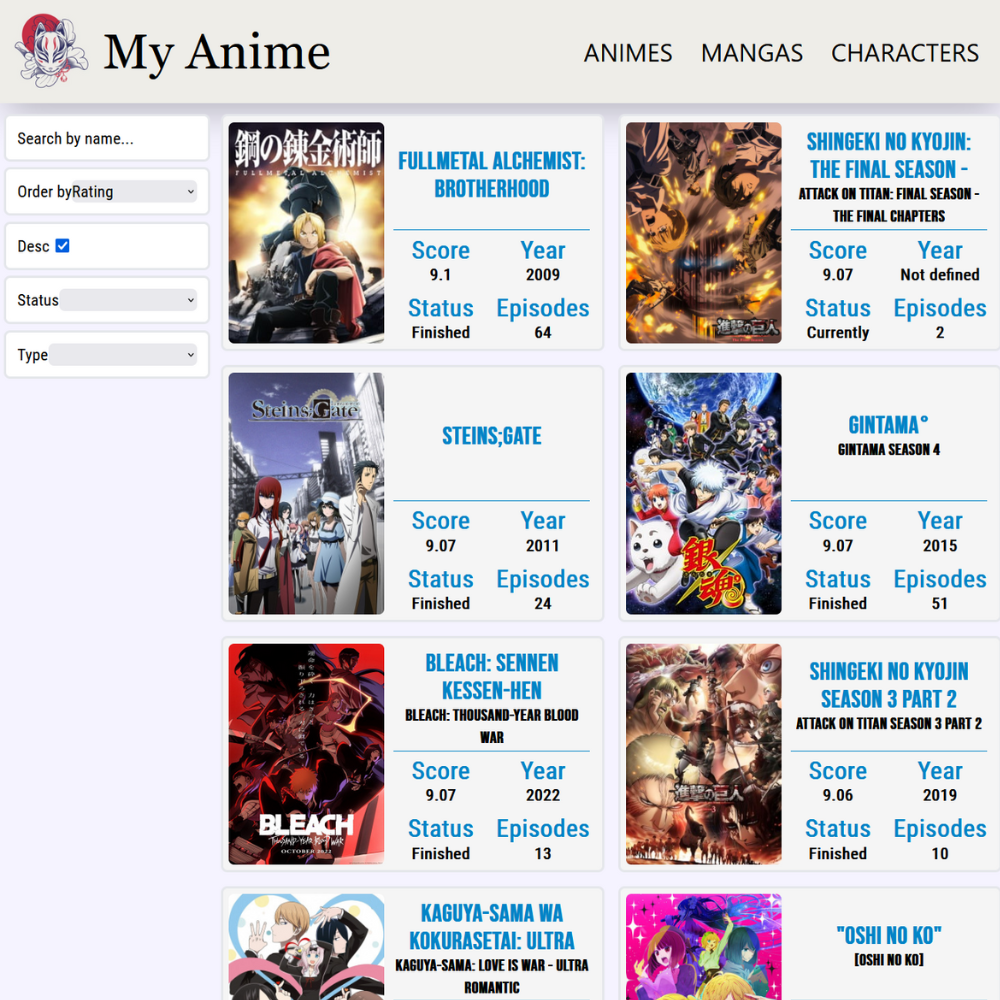 My Anime
ANIMES MANGAS CHARACTERS
Search by name...
Order by Rating
Desc
Status
Type
鋼の錬金術師
FULLMETAL ALCHEMIST
FULLMETAL ALCHEMIST:
BROTHERHOOD
Score Year
9.1 2009
Status Episodes
Finished 64
進撃の巨人
SHINGEKI NO KYOJIN:
THE FINAL SEASON -
ATTACK ON TITAN: FINAL SEASON -
THE FINAL CHAPTERS
Score Year
9.07 Not defined
Status Episodes
Currently 2
Steins;Gate
STEINS;GATE
Score Year
9.07 2011
Status Episodes
Finished 24
銀魂°
GINTAMA°
GINTAMA SEASON 4
Score Year
9.07 2015
Status Episodes
Finished 51
BLEACH
THOUSAND-YEAR BLOOD WAR
OCTOBER 2022
BLEACH: SENNEN
KESSEN-HEN
BLEACH: THOUSAND-YEAR BLOOD
WAR
Score Year
9.07 2022
Status Episodes
Finished 13
進撃の巨人
SHINGEKI NO KYOJIN
SEASON 3 PART 2
ATTACK ON TITAN SEASON 3 PART 2
Score Year
9.06 2019
Status Episodes
Finished 10
KAGUYA-SAMA WA
KOKURASETAI: ULTRA
KAGUYA-SAMA: LOVE IS WAR - ULTRA
ROMANTIC
"OSHI NO KO"
[OSHI NO KO]